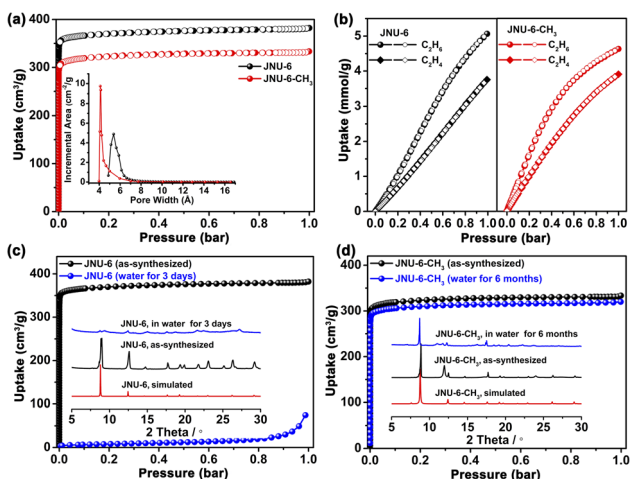 (a)
JNU-6
JNU-6-CH₃
Uptake (cm³/g)
400
300
200
100
0
0.0 0.2 0.4 0.6 0.8 1.0
Pressure (bar)
Incremental Area (cm⁻²/g)
10
8
6
4
2
0
4 6 8 10 12 14 16
Pore Width (Å)
(b)
JNU-6
C₂H₆
C₂H₄
JNU-6-CH₃
C₂H₆
C₂H₄
Uptake (mmol/g)
5
4
3
2
1
0
0.0 0.2 0.4 0.6 0.8 1.0
0.0 0.2 0.4 0.6 0.8 1.0
Pressure (bar)
(c)
JNU-6 (as-synthesized)
JNU-6 (water for 3 days)
Uptake (cm³/g)
400
300
200
100
0
JNU-6, in water for 3 days
JNU-6, as-synthesized
JNU-6, simulated
5 10 15 20 25 30
2 Theta / °
0.0 0.2 0.4 0.6 0.8 1.0
Pressure (bar)
(d)
JNU-6-CH₃ (as-synthesized)
JNU-6-CH₃ (water for 6 months)
Uptake (cm³/g)
400
300
200
100
0
JNU-6-CH₃, in water for 6 months
JNU-6-CH₃, as-synthesized
JNU-6-CH₃, simulated
5 10 15 20 25 30
2 Theta / °
0.0 0.2 0.4 0.6 0.8 1.0
Pressure (bar)